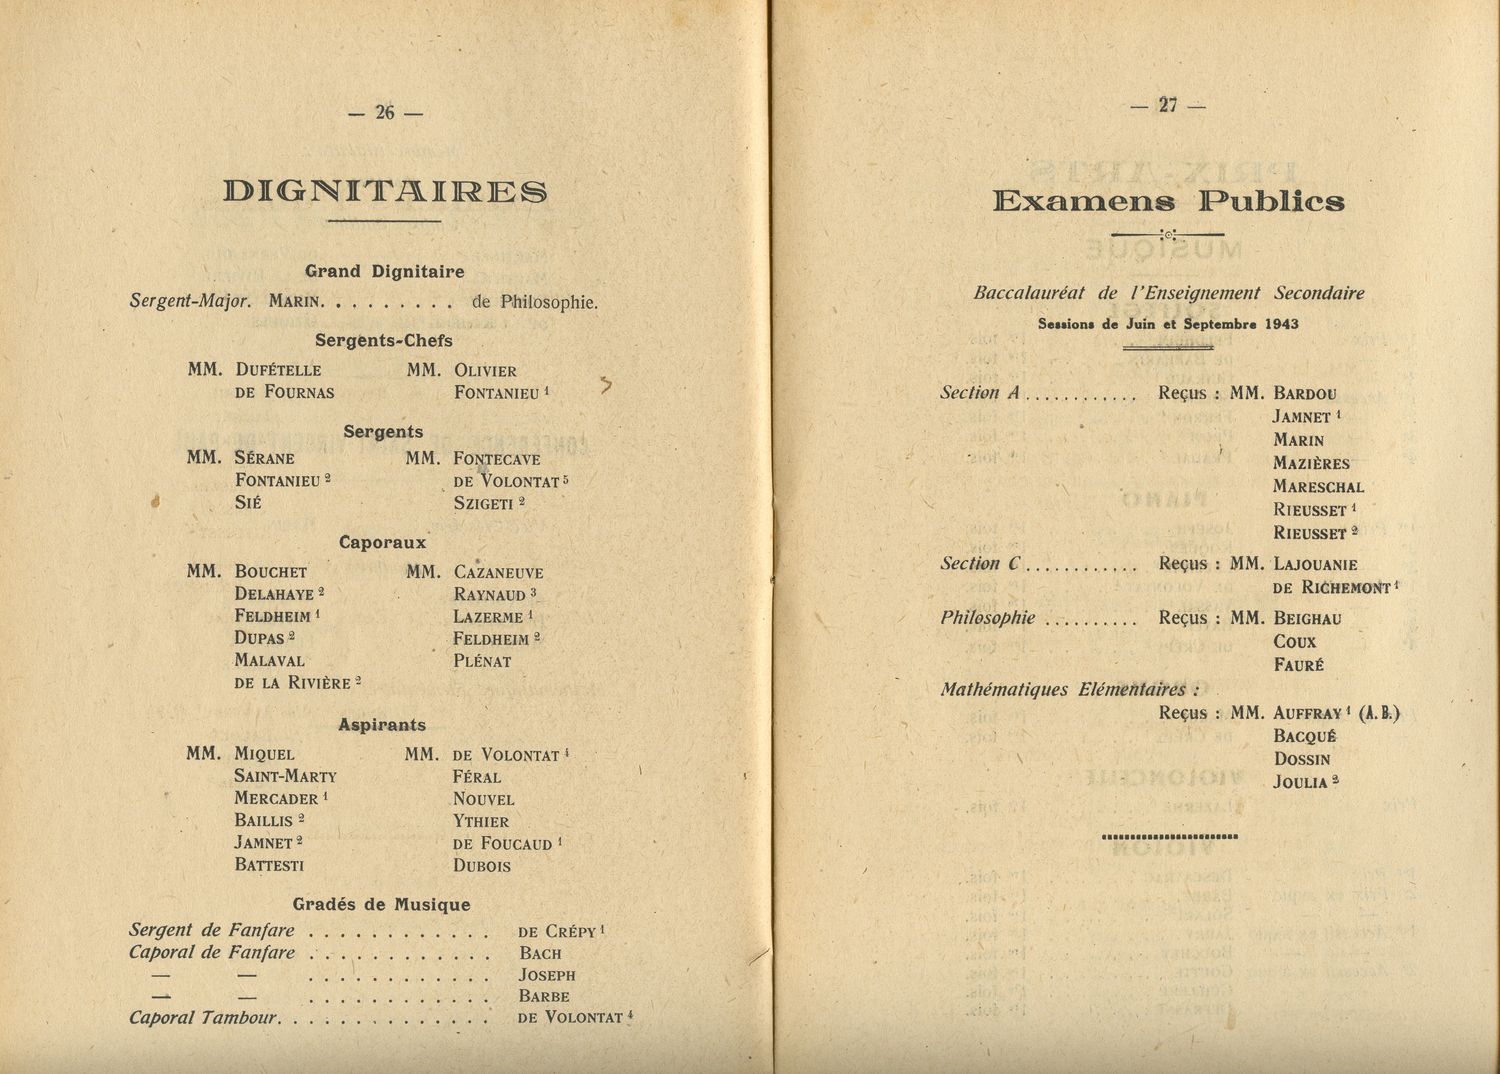 — 26 —
DIGNITAIRES
Grand Dignitaire
Sergent-Major. MARIN. . . . . . . . . de Philosophie.
Sergents-Chefs
MM. DUFÉTELLE MM. OLIVIER
DE FOURNAS FONTANIEU 1
Sergents
MM. SÉRANE MM. FONTECAVE
FONTANIEU 2 DE VOLONTAT 5
SIÉ SZIGETI 2
Caporaux
MM. BOUCHET MM. CAZANEUVE
DELAHAYE 2 RAYNAUD 3
FELDHEIM 1 LAZERME 1
DUPAS 2 FELDHEIM 2
MALAVAL PLÉNAT
DE LA RIVIÈRE 2
Aspirants
MM. MIQUEL MM. DE VOLONTAT 4
SAINT-MARTY FÉRAL
MERCADER 1 NOUVEL
BAILLIS 2 YTHIER
JAMNET 2 DE FOUCAUD 1
BATTESTI DUBOIS
Gradés de Musique
Sergent de Fanfare . . . . . . . . . . . . DE CRÉPY 1
Caporal de Fanfare . . . . . . . . . . . . BACH
— — . . . . . . . . . . . . JOSEPH
— — . . . . . . . . . . . . BARBE
Caporal Tambour. . . . . . . . . . . . . . DE VOLONTAT 4
— 27 —
Examens Publics
Baccalauréat de l'Enseignement Secondaire
Sessions de Juin et Septembre 1943
Section A . . . . . . . . . . . . Reçus : MM. BARDOU
JAMNET 1
MARIN
MAZIÈRES
MARESCHAL
RIEUSSET 1
RIEUSSET 2
Section C . . . . . . . . . . . . Reçus : MM. LAJOUANIE
DE RICHEMONT 1
Philosophie . . . . . . . . . . Reçus : MM. BEIGHAU
COUX
FAURÉ
Mathématiques Elémentaires :
Reçus : MM. AUFFRAY 1 (A.B.)
BACQUÉ
DOSSIN
JOULIA 2